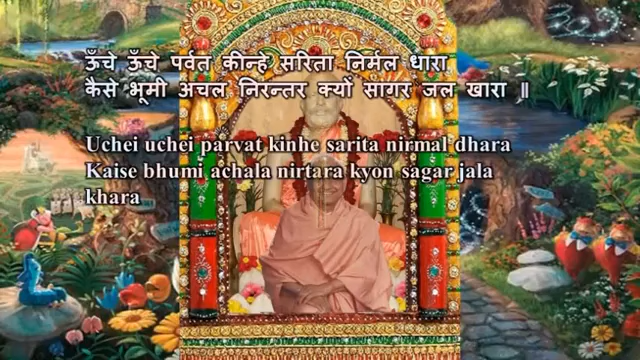 ऊँचे ऊँचे पर्वत कीन्हे सरिता निर्मल धारा
कैसे भूमी अचल निरन्तर क्यों सागर जल खारा ॥
Uchei uchei parvat kinhe sarita nirmal dhara
Kaise bhumi achala nirtara kyon sagar jala
khara